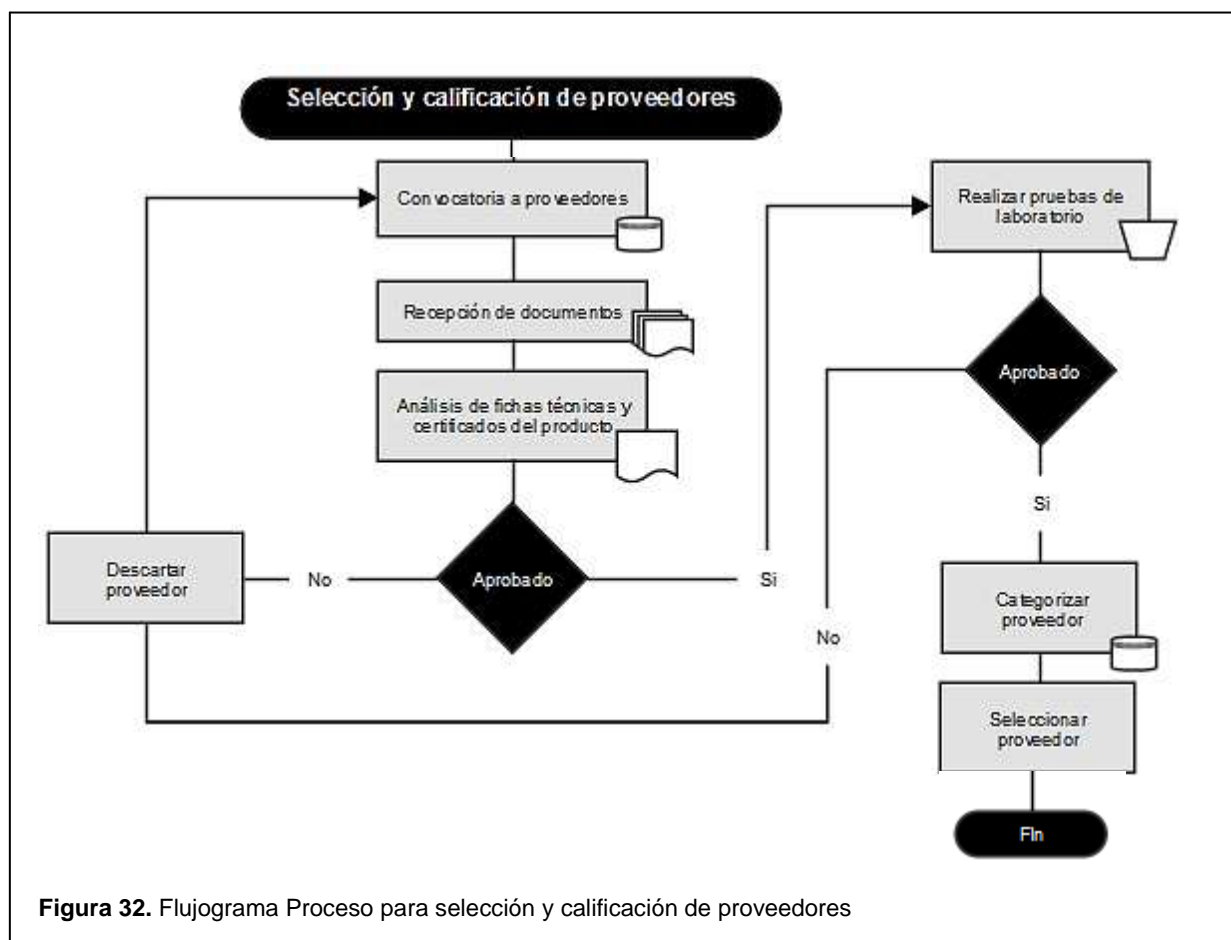 Selección y calificación de proveedores
Convocatoria a proveedores
Recepción de documentos
Análisis de fichas técnicas y
certificados del producto
Aprobado
No
Descartar
proveedor
Si
Realizar pruebas de
laboratorio
Aprobado
No
Si
Categorizar
proveedor
Seleccionar
proveedor
Fin
Figura 32. Flujograma Proceso para selección y calificación de proveedores